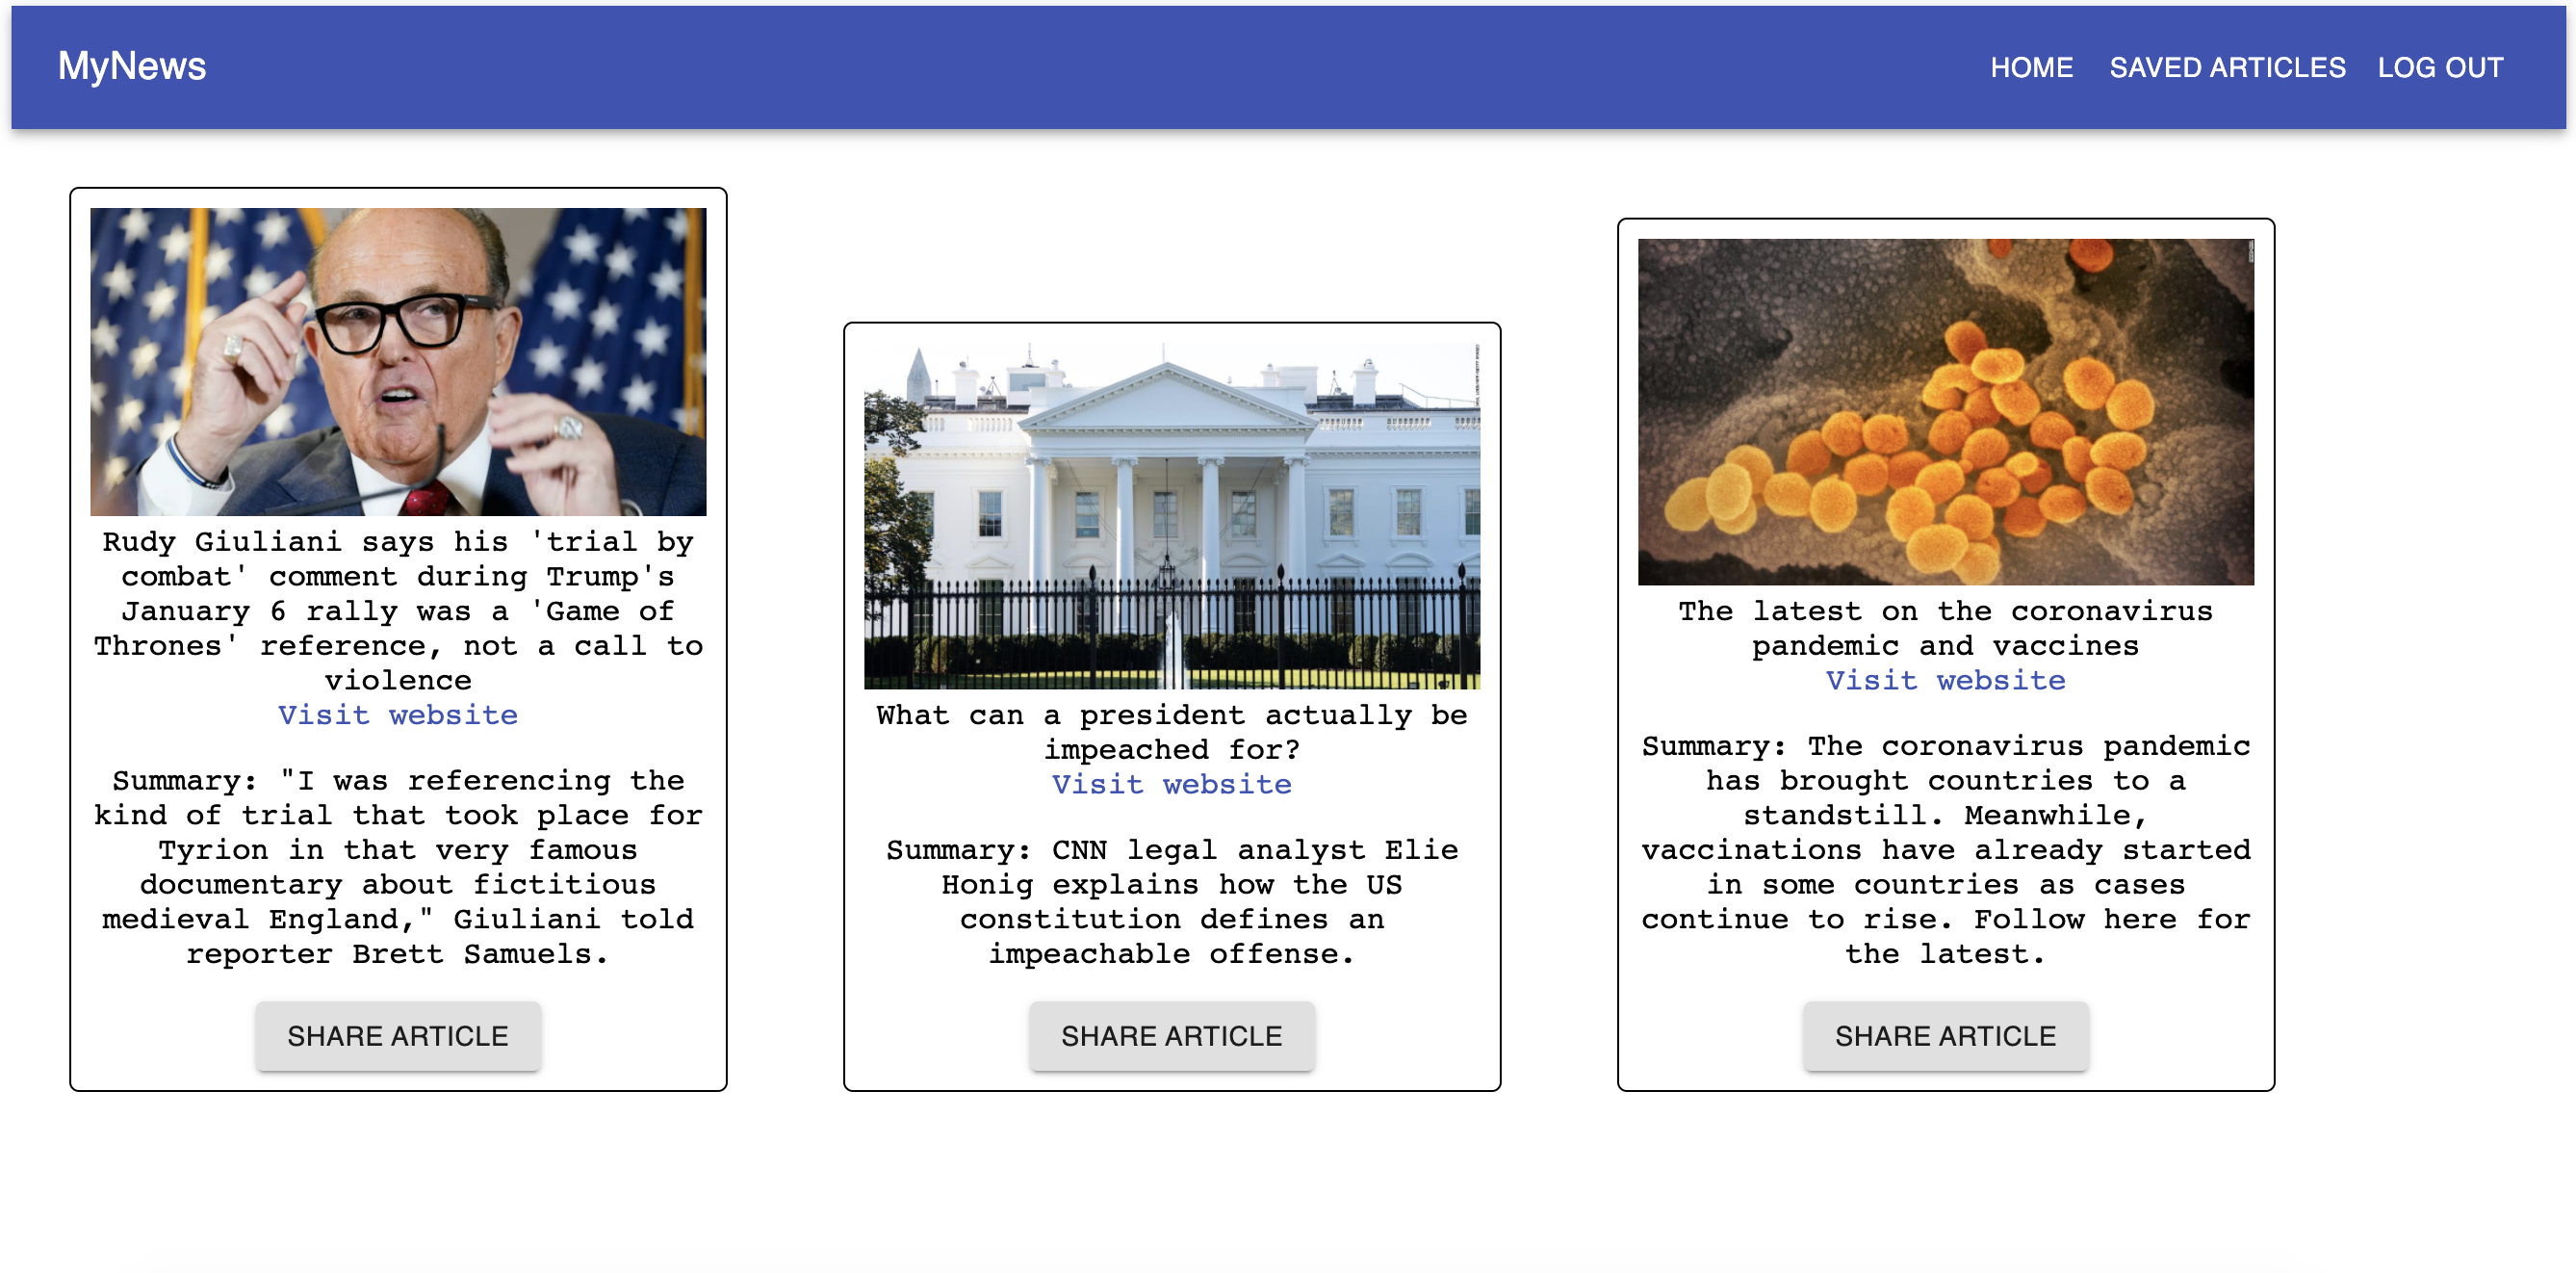 MyNews
HOME
SAVED ARTICLES
LOG OUT
Rudy Giuliani says his 'trial by
combat' comment during Trump's
January 6 rally was a 'Game of
Thrones' reference, not a call to
violence
Visit website
Summary: "I was referencing the
kind of trial that took place for
Tyrion in that very famous
documentary about fictitious
medieval England," Giuliani told
reporter Brett Samuels.
SHARE ARTICLE
What can a president actually be
impeached for?
Visit website
Summary: CNN legal analyst Elie
Honig explains how the US
constitution defines an
impeachable offense.
SHARE ARTICLE
The latest on the coronavirus
pandemic and vaccines
Visit website
Summary: The coronavirus pandemic
has brought countries to a
standstill. Meanwhile,
vaccinations have already started
in some countries as cases
continue to rise. Follow here for
the latest.
SHARE ARTICLE